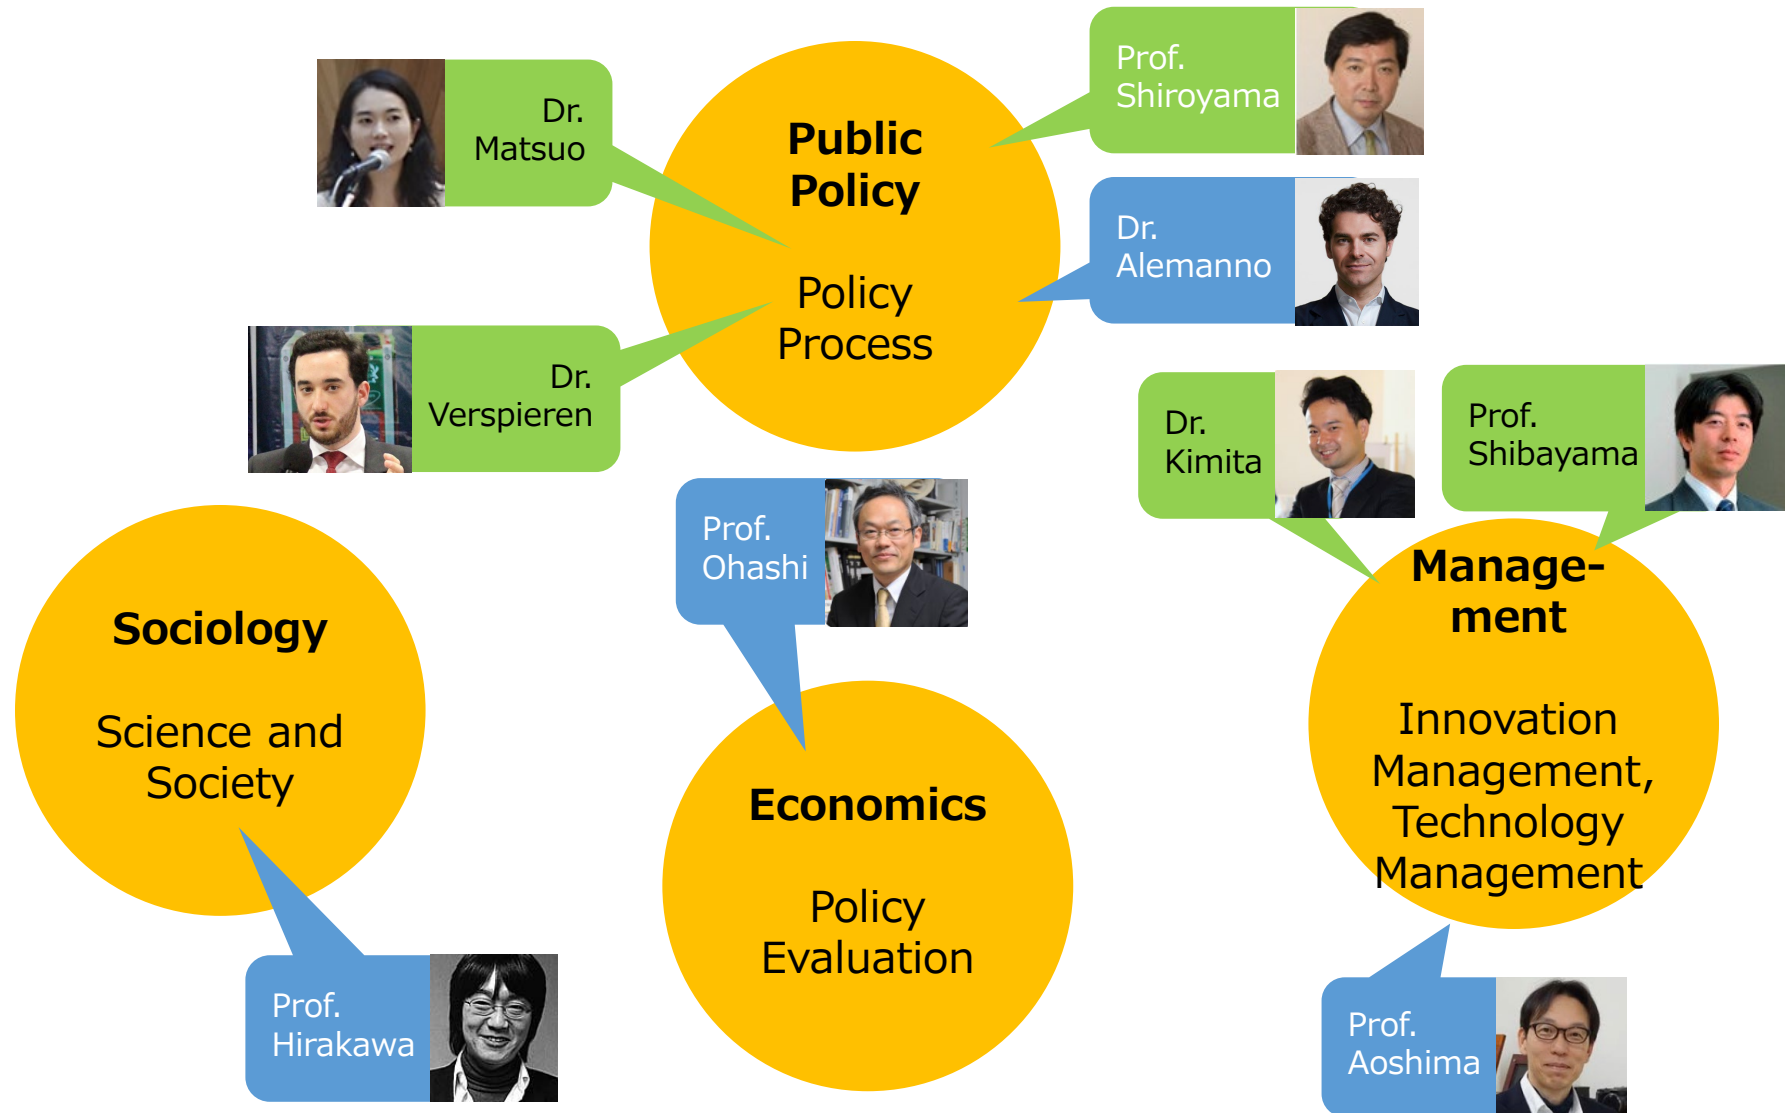 Dr.
Matsuo
Public
Policy
Policy
Process
Prof.
Shiroyama
Dr.
Alemanno
Dr.
Verspieren
Dr.
Kimita
Prof.
Shibayama
Prof.
Ohashi
Sociology
Science and
Society
Manage-
ment
Innovation
Management,
Technology
Management
Economics
Policy
Evaluation
Prof.
Hirakawa
Prof.
Aoshima